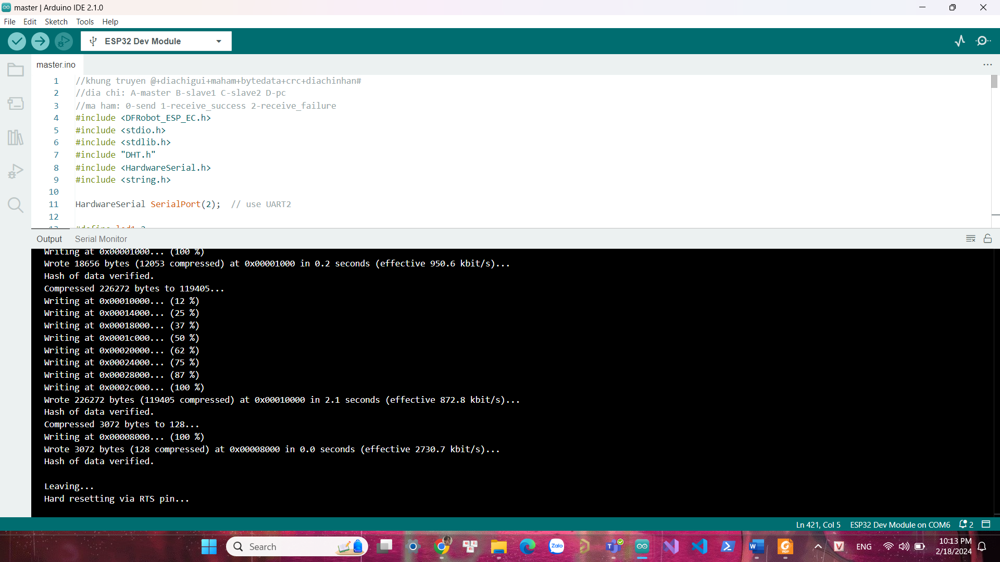 master | Arduino IDE 2.1.0
File Edit Sketch Tools Help
ESP32 Dev Module
master.ino
1 //khung truyen @+diachigui+maham+bytedata+crc+diachinhan#
2 //dia chi: A-master B-slave1 C-slave2 D-pc
3 //ma ham: 0-send 1-receive_success 2-receive_failure
4 #include <DFRobot_ESP_EC.h>
5 #include <stdio.h>
6 #include <stdlib.h>
7 #include "DHT.h"
8 #include <HardwareSerial.h>
9 #include <string.h>
10
11 HardwareSerial SerialPort(2);  // use UART2
12
13 #define led1 2
Output Serial Monitor
Writing at 0x00001000... (100 %)
Wrote 18656 bytes (12053 compressed) at 0x00001000 in 0.2 seconds (effective 950.6 kbit/s)...
Hash of data verified.
Compressed 226272 bytes to 119405...
Writing at 0x00010000... (12 %)
Writing at 0x00014000... (25 %)
Writing at 0x00018000... (37 %)
Writing at 0x0001c000... (50 %)
Writing at 0x00020000... (62 %)
Writing at 0x00024000... (75 %)
Writing at 0x00028000... (87 %)
Writing at 0x0002c000... (100 %)
Wrote 226272 bytes (119405 compressed) at 0x00010000 in 2.1 seconds (effective 872.8 kbit/s)...
Hash of data verified.
Compressed 3072 bytes to 128...
Writing at 0x00008000... (100 %)
Wrote 3072 bytes (128 compressed) at 0x00008000 in 0.0 seconds (effective 2730.7 kbit/s)...
Hash of data verified.
Leaving...
Hard resetting via RTS pin...
Ln 421, Col 5 ESP32 Dev Module on COM6 2
Search
Zalo
ENG
10:13 PM
2/18/2024